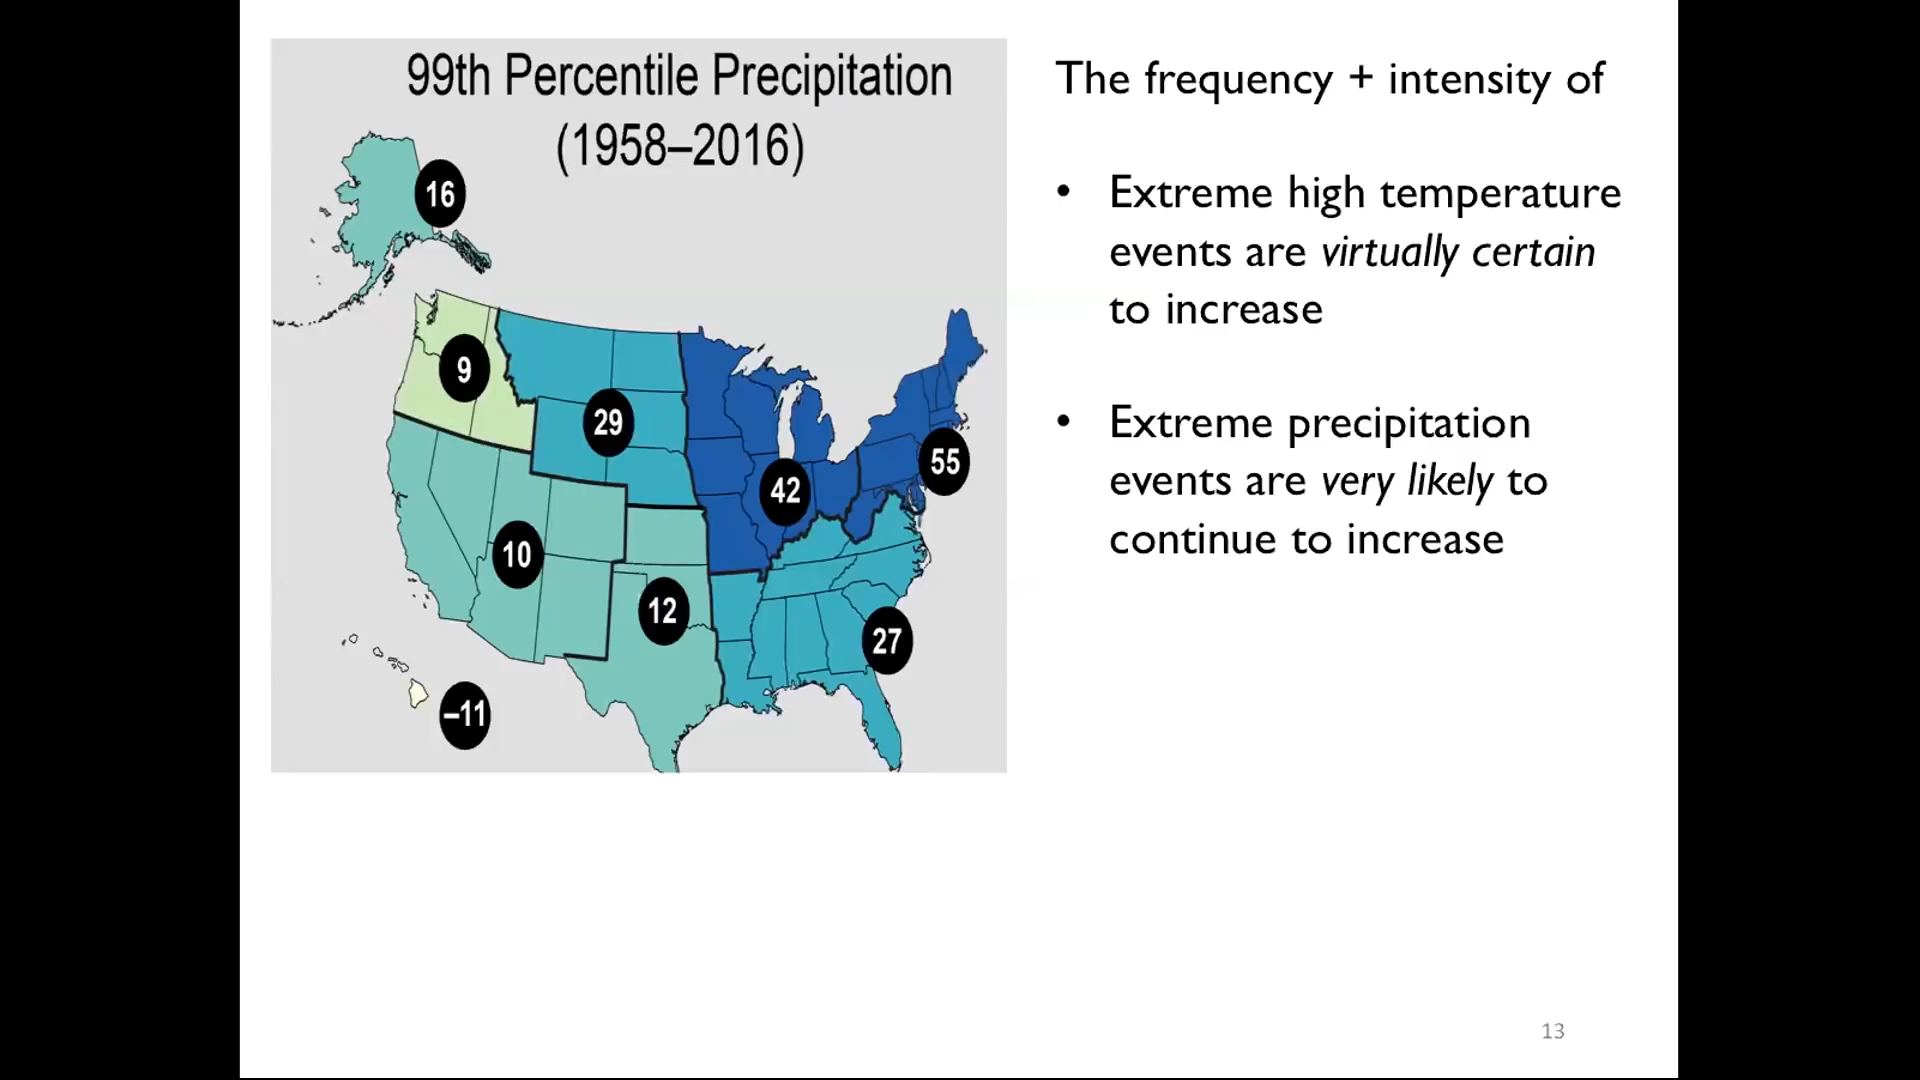 99th Percentile Precipitation
(1958–2016)
16
9
29
42
55
10
12
27
–11
The frequency + intensity of
• Extreme high temperature
events are virtually certain
to increase
• Extreme precipitation
events are very likely to
continue to increase
13